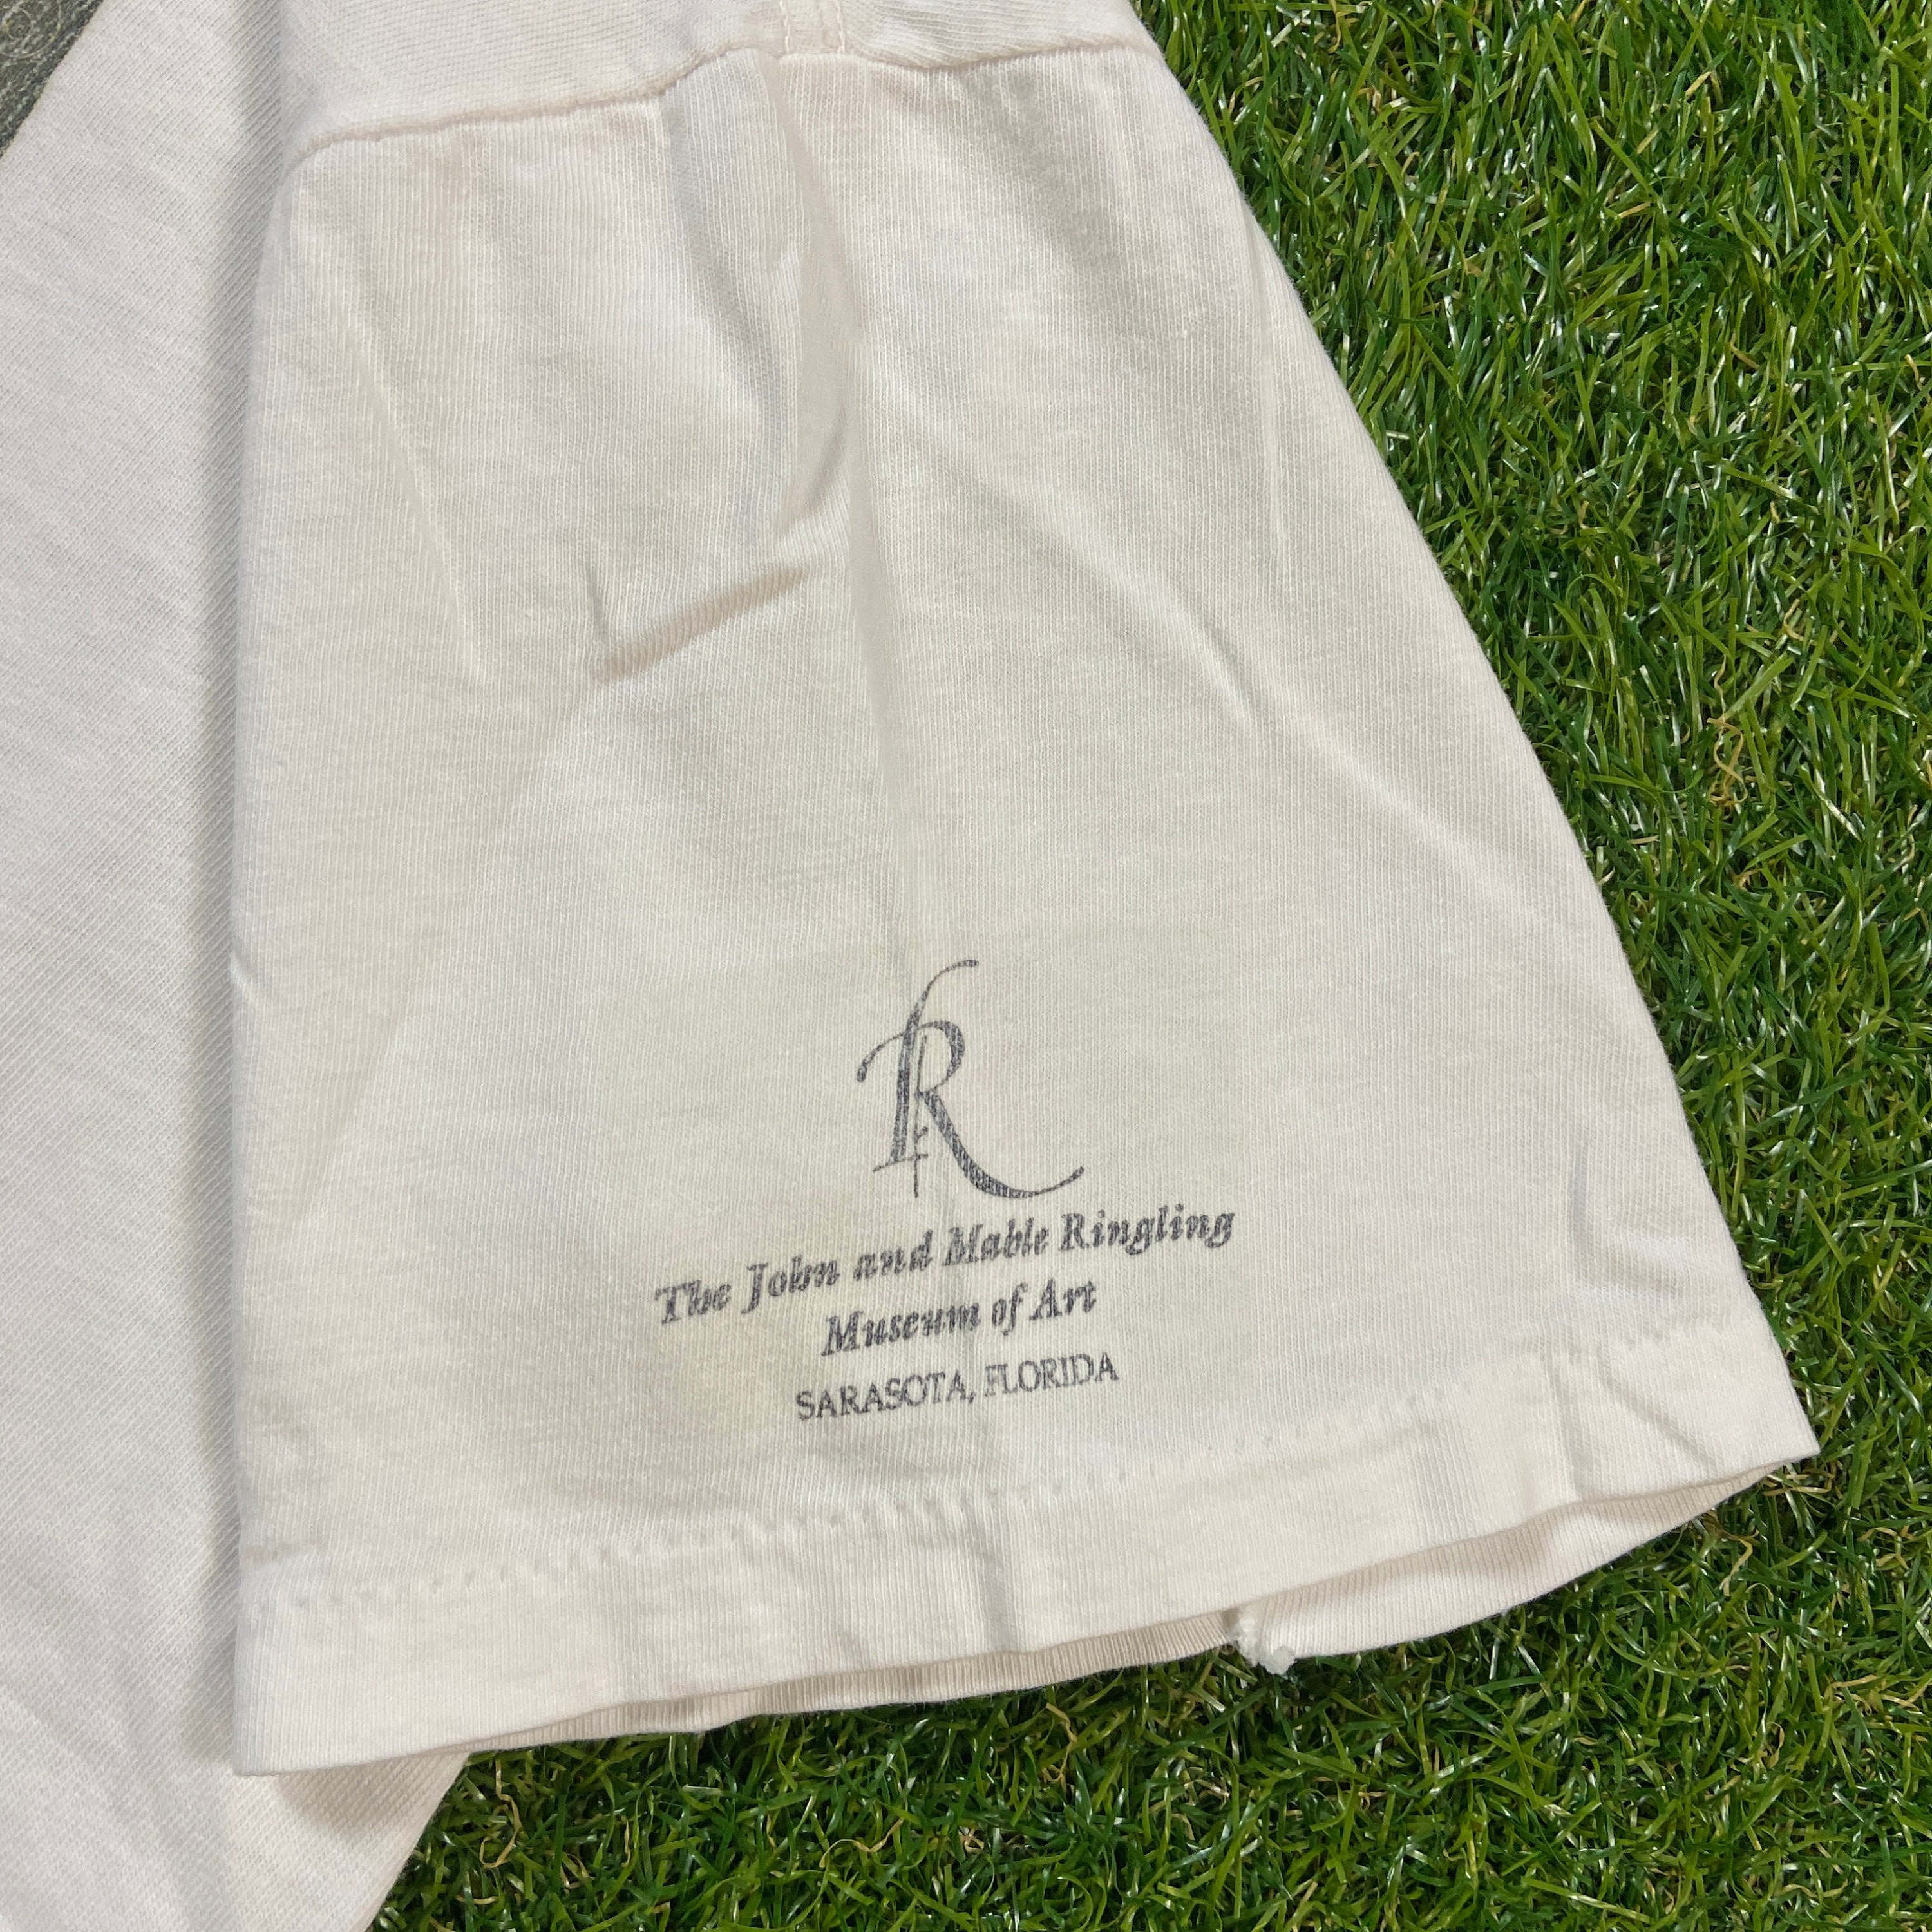 R
The John and Mable Ringling
Museum of Art
SARASOTA, FLORIDA